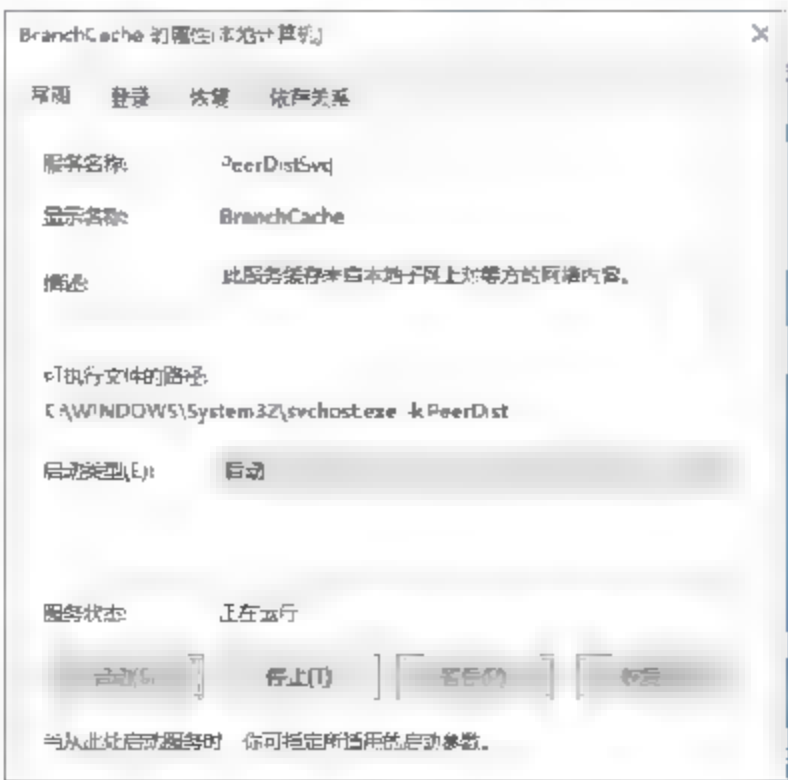 BranchCache 的属性(本地计算机)
常规 登录 恢复 依存关系
服务名称: PeerDistSvc
显示名称: BranchCache
描述: 此服务缓存来自本地子网上对等方的网络内容。
可执行文件的路径:
C:\WINDOWS\System32\svchost.exe -k PeerDist
启动类型(E): 自动
服务状态: 正在运行
启动(S) 停止(T) 暂停(P) 恢复
当从此处启动服务时，你可指定所适用的启动参数。